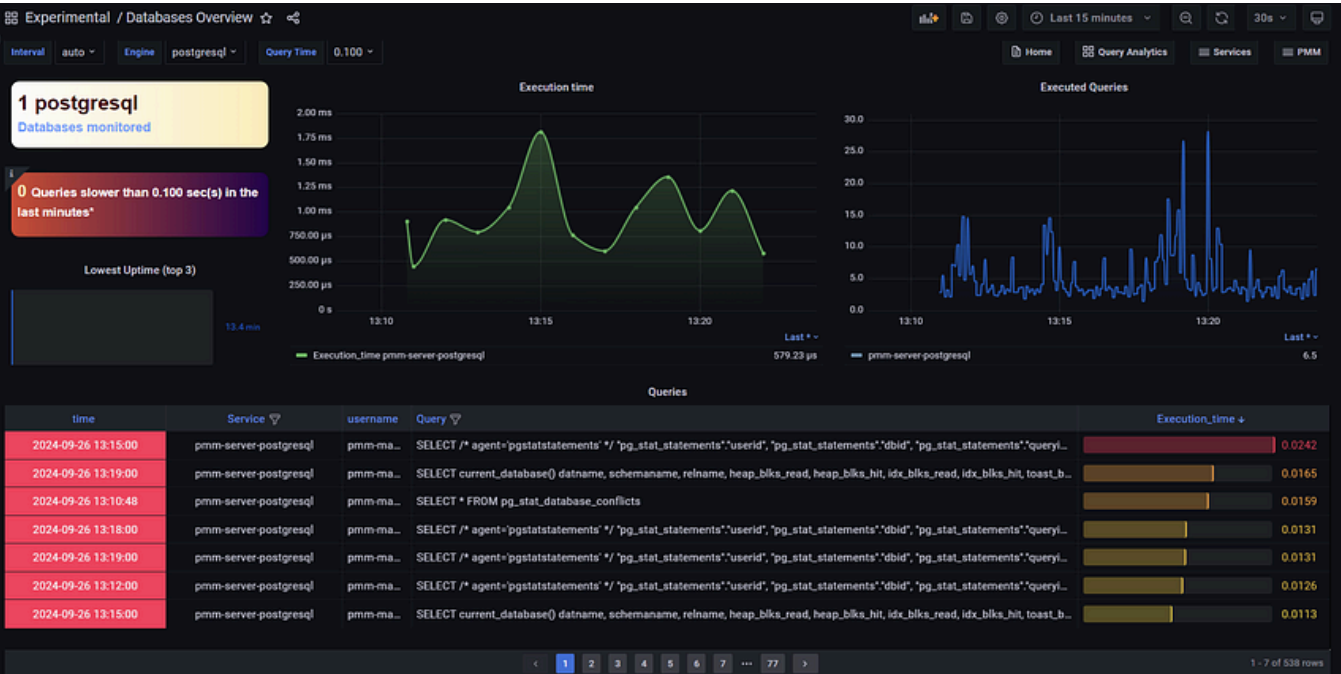 Experimental / Databases Overview
Last 15 minutes
30s
Interval auto Engine postgresql Query Time 0.100
Home Query Analytics Services PMM
1 postgresql
Databases monitored
i
0 Queries slower than 0.100 sec(s) in the
last minutes*
Lowest Uptime (top 3)
13.4 min
Execution time
2.00 ms
1.75 ms
1.50 ms
1.25 ms
1.00 ms
750.00 µs
500.00 µs
250.00 µs
0 s
13:10 13:15 13:20
Last *
Execution_time pmm-server-postgresql 579.23 µs
Executed Queries
30.0
25.0
20.0
15.0
10.0
5.0
0.0
13:10 13:15 13:20
Last *
pmm-server-postgresql 6.5
Queries
time Service username Query Execution_time ↓
2024-09-26 13:15:00 pmm-server-postgresql pmm-ma... SELECT /* agent='pgstatstatements' */ "pg_stat_statements"."userid", "pg_stat_statements"."dbid", "pg_stat_statements"."queryi... 0.0242
2024-09-26 13:19:00 pmm-server-postgresql pmm-ma... SELECT current_database() datname, schemaname, relname, heap_blks_read, heap_blks_hit, idx_blks_read, idx_blks_hit, toast_b... 0.0165
2024-09-26 13:10:48 pmm-server-postgresql pmm-ma... SELECT * FROM pg_stat_database_conflicts 0.0159
2024-09-26 13:18:00 pmm-server-postgresql pmm-ma... SELECT /* agent='pgstatstatements' */ "pg_stat_statements"."userid", "pg_stat_statements"."dbid", "pg_stat_statements"."queryi... 0.0131
2024-09-26 13:19:00 pmm-server-postgresql pmm-ma... SELECT /* agent='pgstatstatements' */ "pg_stat_statements"."userid", "pg_stat_statements"."dbid", "pg_stat_statements"."queryi... 0.0131
2024-09-26 13:12:00 pmm-server-postgresql pmm-ma... SELECT /* agent='pgstatstatements' */ "pg_stat_statements"."userid", "pg_stat_statements"."dbid", "pg_stat_statements"."queryi... 0.0126
2024-09-26 13:15:00 pmm-server-postgresql pmm-ma... SELECT current_database() datname, schemaname, relname, heap_blks_read, heap_blks_hit, idx_blks_read, idx_blks_hit, toast_b... 0.0113
‹ 1 2 3 4 5 6 7 ... 77 ›
1 - 7 of 538 rows